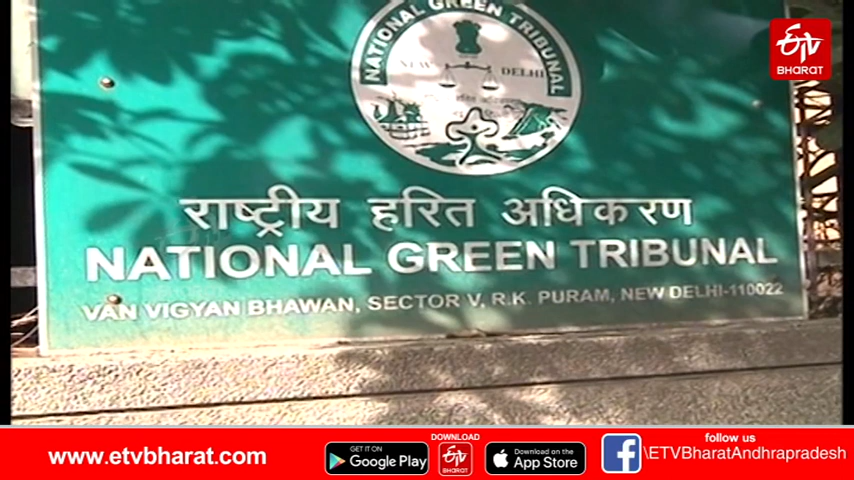 NATIONAL GREEN TRIBUNAL
NEW DELHI
ETV
BHARAT
राष्ट्रीय हरित अधिकरण
NATIONAL GREEN TRIBUNAL
VAN VIGYAN BHAWAN, SECTOR V, R.K. PURAM, NEW DELHI-110022
www.etvbharat.com
GET IT ON
Google Play
DOWNLOAD
ETV
BHARAT
Download on the
App Store
follow us
\ETVBharatAndhrapradesh